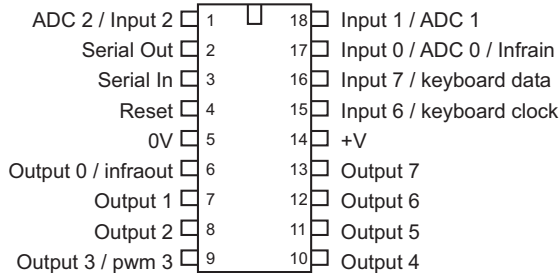 ADC 2 / Input 2 1 18 Input 1 / ADC 1
Serial Out 2 17 Input 0 / ADC 0 / Infrain
Serial In 3 16 Input 7 / keyboard data
Reset 4 15 Input 6 / keyboard clock
0V 5 14 +V
Output 0 / infraout 6 13 Output 7
Output 1 7 12 Output 6
Output 2 8 11 Output 5
Output 3 / pwm 3 9 10 Output 4